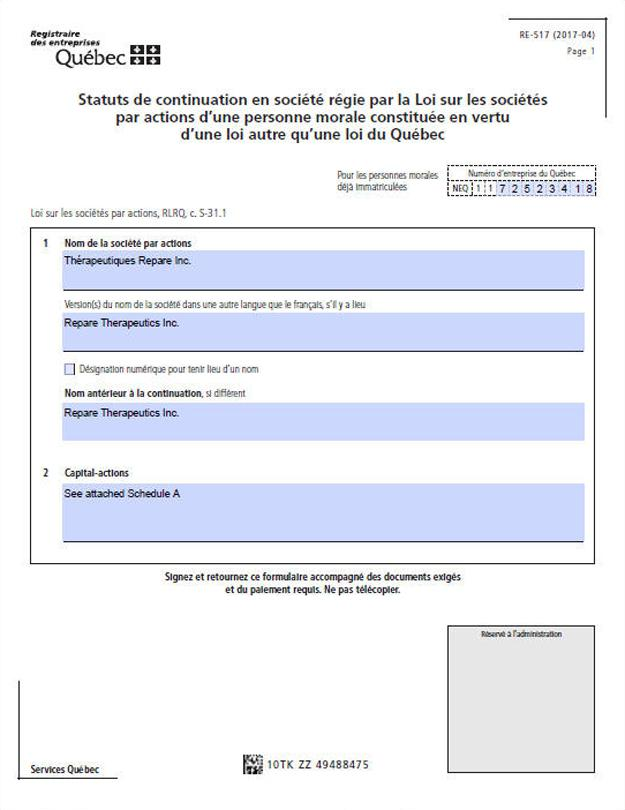 Registraire
des entreprises
Québec
RE-517 (2017-04)
Page 1
Statuts de continuation en société régie par la Loi sur les sociétés
par actions d'une personne morale constituée en vertu
d'une loi autre qu'une loi du Québec
Pour les personnes morales
déjà immatriculées
Numéro d'entreprise du Québec
NEQ 1 1 7 2 5 2 3 4 1 8
Loi sur les sociétés par actions, RLRQ, c. S-31.1
1 Nom de la société par actions
Thérapeutiques Repare Inc.
Version(s) du nom de la société dans une autre langue que le français, s'il y a lieu
Repare Therapeutics Inc.
Désignation numérique pour tenir lieu d'un nom
Nom antérieur à la continuation, si différent
Repare Therapeutics Inc.
2 Capital-actions
See attached Schedule A
Signez et retournez ce formulaire accompagné des documents exigés
et du paiement requis. Ne pas télécopier.
Réservé à l'administration
Services Québec
10TK ZZ 49488475